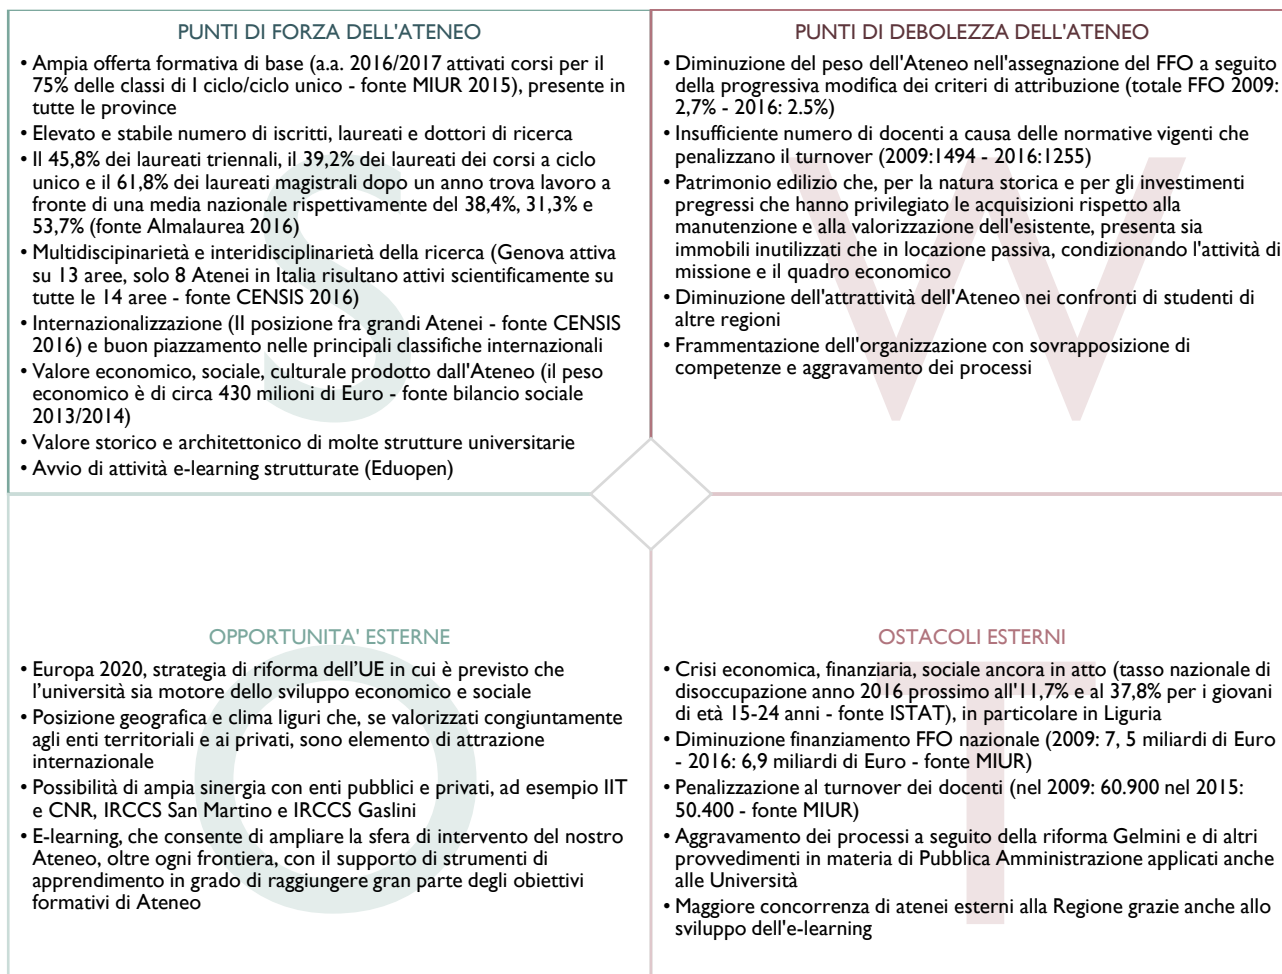 PUNTI DI FORZA DELL'ATENEO
• Ampia offerta formativa di base (a.a. 2016/2017 attivati corsi per il
75% delle classi di I ciclo/ciclo unico - fonte MIUR 2015), presente in
tutte le province
• Elevato e stabile numero di iscritti, laureati e dottori di ricerca
• Il 45,8% dei laureati triennali, il 39,2% dei laureati dei corsi a ciclo
unico e il 61,8% dei laureati magistrali dopo un anno trova lavoro a
fronte di una media nazionale rispettivamente del 38,4%, 31,3% e
53,7% (fonte Almalaurea 2016)
• Multidiscipinarietà e interidisciplinarietà della ricerca (Genova attiva
su 13 aree, solo 8 Atenei in Italia risultano attivi scientificamente su
tutte le 14 aree - fonte CENSIS 2016)
• Internazionalizzazione (II posizione fra grandi Atenei - fonte CENSIS
2016) e buon piazzamento nelle principali classifiche internazionali
• Valore economico, sociale, culturale prodotto dall'Ateneo (il peso
economico è di circa 430 milioni di Euro - fonte bilancio sociale
2013/2014)
• Valore storico e architettonico di molte strutture universitarie
• Avvio di attività e-learning strutturate (Eduopen)
S
PUNTI DI DEBOLEZZA DELL'ATENEO
• Diminuzione del peso dell'Ateneo nell'assegnazione del FFO a seguito
della progressiva modifica dei criteri di attribuzione (totale FFO 2009:
2,7% - 2016: 2.5%)
• Insufficiente numero di docenti a causa delle normative vigenti che
penalizzano il turnover (2009:1494 - 2016:1255)
• Patrimonio edilizio che, per la natura storica e per gli investimenti
pregressi che hanno privilegiato le acquisizioni rispetto alla
manutenzione e alla valorizzazione dell'esistente, presenta sia
immobili inutilizzati che in locazione passiva, condizionando l'attività di
missione e il quadro economico
• Diminuzione dell'attrattività dell'Ateneo nei confronti di studenti di
altre regioni
• Frammentazione dell'organizzazione con sovrapposizione di
competenze e aggravamento dei processi
W
OPPORTUNITA' ESTERNE
• Europa 2020, strategia di riforma dell'UE in cui è previsto che
l'università sia motore dello sviluppo economico e sociale
• Posizione geografica e clima liguri che, se valorizzati congiuntamente
agli enti territoriali e ai privati, sono elemento di attrazione
internazionale
• Possibilità di ampia sinergia con enti pubblici e privati, ad esempio IIT
e CNR, IRCCS San Martino e IRCCS Gaslini
• E-learning, che consente di ampliare la sfera di intervento del nostro
Ateneo, oltre ogni frontiera, con il supporto di strumenti di
apprendimento in grado di raggiungere gran parte degli obiettivi
formativi di Ateneo
O
OSTACOLI ESTERNI
• Crisi economica, finanziaria, sociale ancora in atto (tasso nazionale di
disoccupazione anno 2016 prossimo all'11,7% e al 37,8% per i giovani
di età 15-24 anni - fonte ISTAT), in particolare in Liguria
• Diminuzione finanziamento FFO nazionale (2009: 7, 5 miliardi di Euro
- 2016: 6,9 miliardi di Euro - fonte MIUR)
• Penalizzazione al turnover dei docenti (nel 2009: 60.900 nel 2015:
50.400 - fonte MIUR)
• Aggravamento dei processi a seguito della riforma Gelmini e di altri
provvedimenti in materia di Pubblica Amministrazione applicati anche
alle Università
• Maggiore concorrenza di atenei esterni alla Regione grazie anche allo
sviluppo dell'e-learning
T